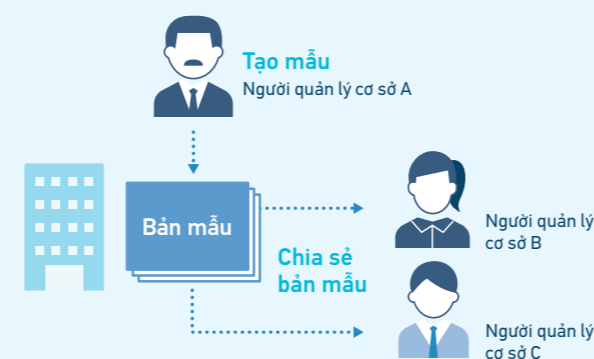 Tạo mẫu
Người quản lý cơ sở A
Bản mẫu
Chia sẻ
bản mẫu
Người quản lý
cơ sở B
Người quản lý
cơ sở C